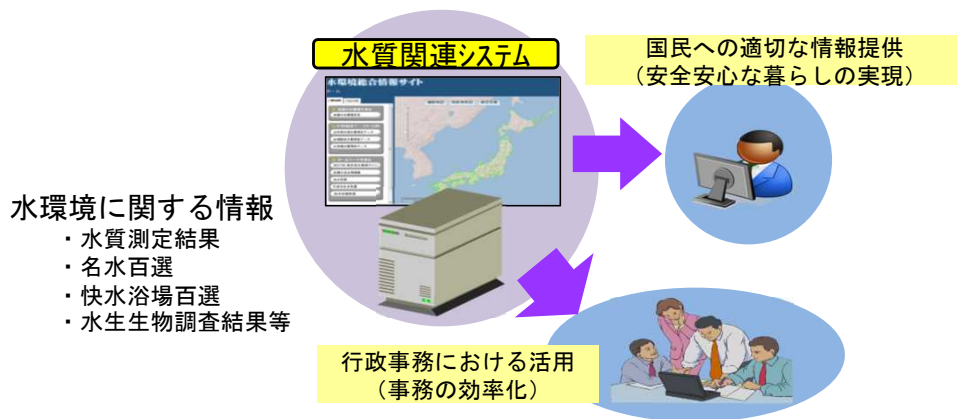 水質関連システム
水環境総合情報サイト
国民への適切な情報提供
（安全安心な暮らしの実現）
水環境に関する情報
・水質測定結果
・名水百選
・快水浴場百選
・水生生物調査結果等
行政事務における活用
（事務の効率化）